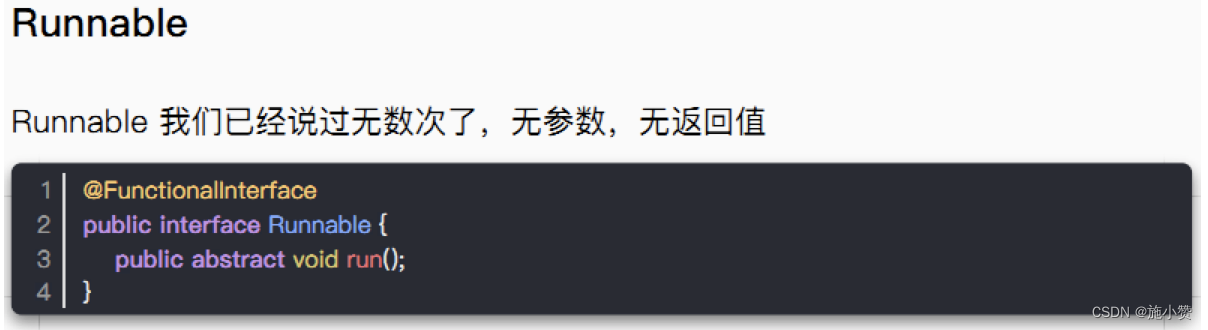 Runnable
Runnable 我们已经说过无数次了，无参数，无返回值
1 @FunctionalInterface
2 public interface Runnable {
3 public abstract void run();
4 }
CSDN @施小赞